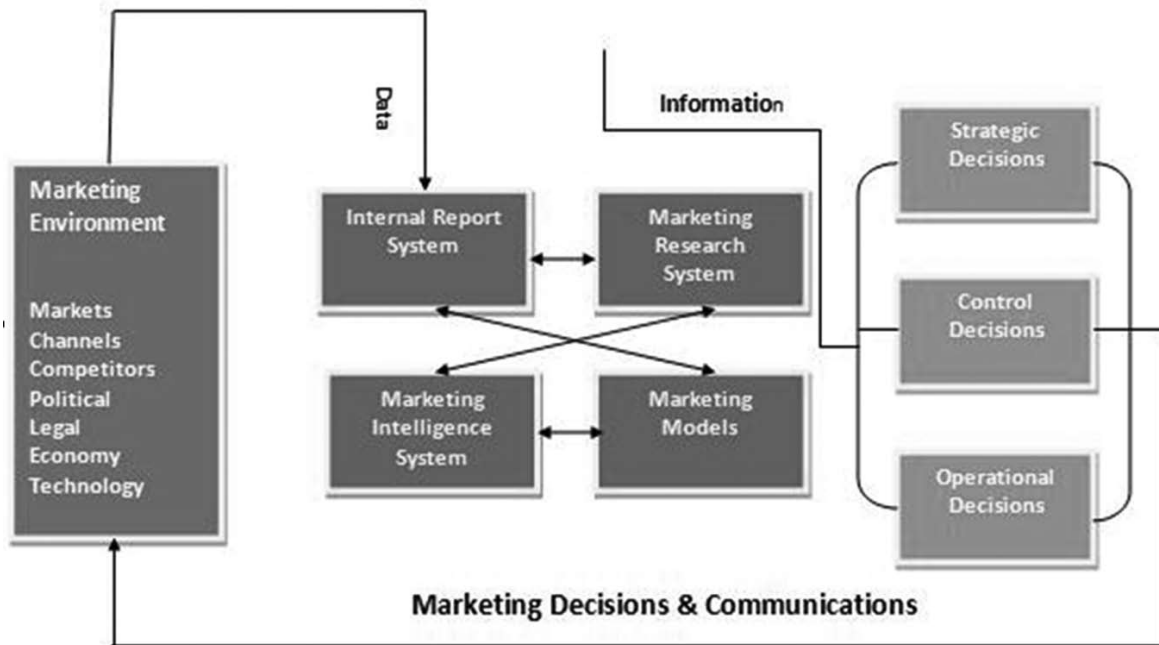 Marketing
Environment
Markets
Channels
Competitors
Political
Legal
Economy
Technology
Data
Internal Report
System
Marketing
Research
System
Marketing
Intelligence
System
Marketing
Models
Information
Strategic
Decisions
Control
Decisions
Operational
Decisions
Marketing Decisions & Communications